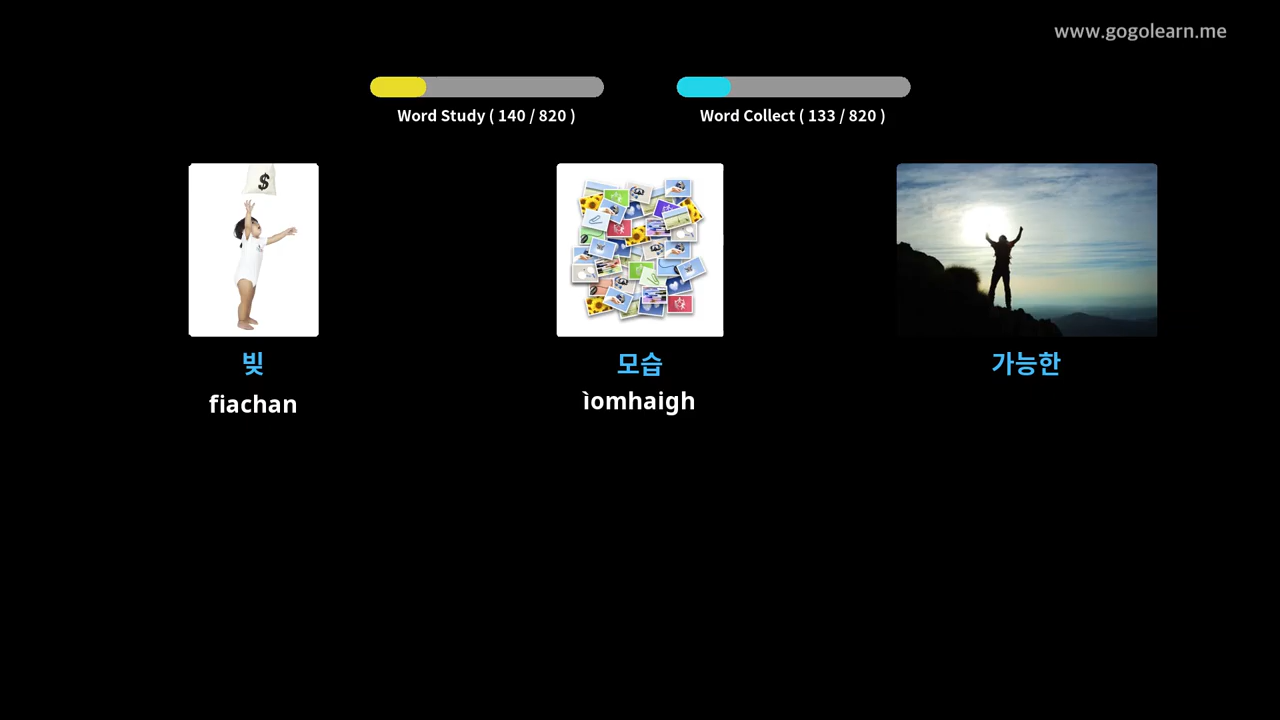 www.gogolearn.me
Word Study ( 140 / 820 )
Word Collect ( 133 / 820 )
$
빚
모습
가능한
fiachan
ìomhaigh